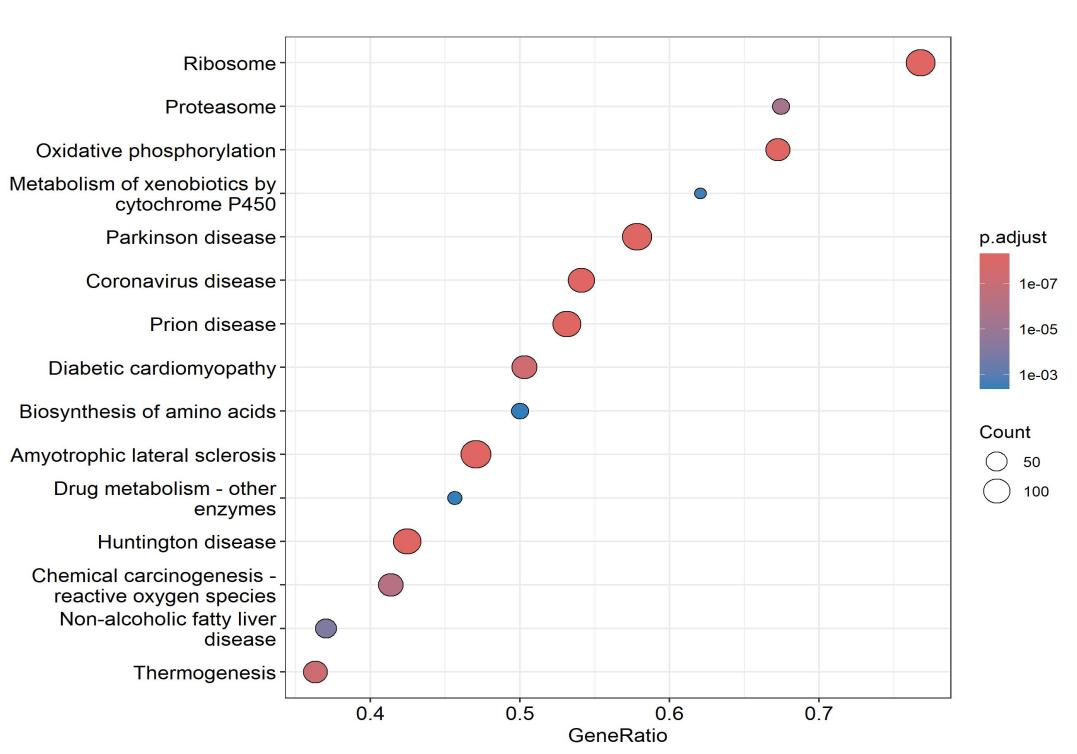 Ribosome
Proteasome
Oxidative phosphorylation
Metabolism of xenobiotics by
cytochrome P450
Parkinson disease
Coronavirus disease
Prion disease
Diabetic cardiomyopathy
Biosynthesis of amino acids
Amyotrophic lateral sclerosis
Drug metabolism - other
enzymes
Huntington disease
Chemical carcinogenesis -
reactive oxygen species
Non-alcoholic fatty liver
disease
Thermogenesis
0.4 0.5 0.6 0.7
GeneRatio
p.adjust
1e-07
1e-05
1e-03
Count
50
100